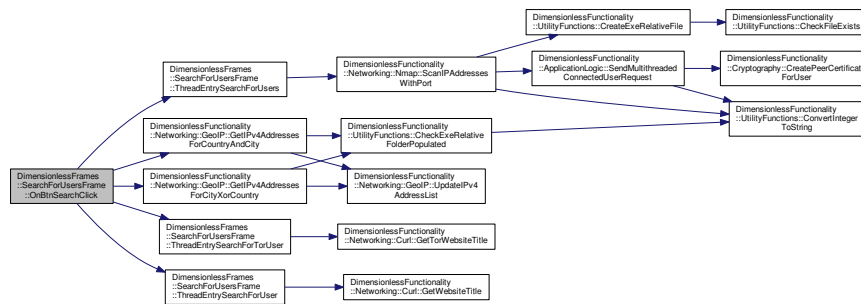 DimensionlessFrames
::SearchForUsersFrame
::OnBtnSearchClick
DimensionlessFrames
::SearchForUsersFrame
::ThreadEntrySearchForUsers
DimensionlessFunctionality
::Networking::Nmap::ScanIPAddresses
WithPort
DimensionlessFunctionality
::UtilityFunctions::CreateExeRelativeFile
DimensionlessFunctionality
::UtilityFunctions::CheckFileExists
DimensionlessFunctionality
::ApplicationLogic::SendMultithreaded
ConnectedUserRequest
DimensionlessFunctionality
::Cryptography::CreatePeerCertificat
ForUser
DimensionlessFunctionality
::UtilityFunctions::ConvertInteger
ToString
DimensionlessFunctionality
::Networking::GeoIP::GetIPv4Addresses
ForCountryAndCity
DimensionlessFunctionality
::UtilityFunctions::CheckExeRelative
FolderPopulated
DimensionlessFunctionality
::Networking::GeoIP::GetIPv4Addresses
ForCityXorCountry
DimensionlessFunctionality
::Networking::GeoIP::UpdateIPv4
AddressList
DimensionlessFrames
::SearchForUsersFrame
::ThreadEntrySearchForTorUser
DimensionlessFunctionality
::Networking::Curl::GetTorWebsiteTitle
DimensionlessFrames
::SearchForUsersFrame
::ThreadEntrySearchForUser
DimensionlessFunctionality
::Networking::Curl::GetWebsiteTitle